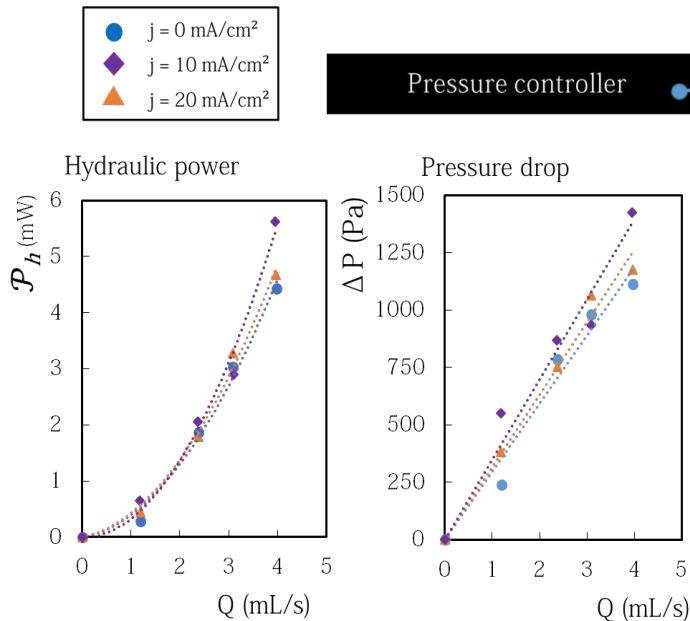 j = 0 mA/cm²
j = 10 mA/cm²
j = 20 mA/cm²
Pressure controller
Hydraulic power
𝒫h (mW)
6
5
4
3
2
1
0
0 1 2 3 4 5
Q (mL/s)
Pressure drop
ΔP (Pa)
1500
1250
1000
750
500
250
0
0 1 2 3 4 5
Q (mL/s)